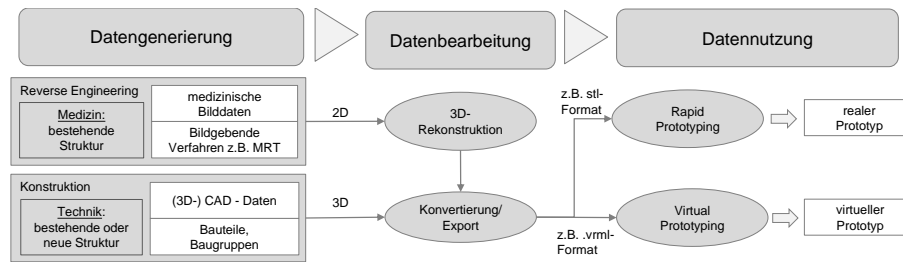 Datengenerierung
Datenbearbeitung
Datennutzung
Reverse Engineering
Medizin:
bestehende
Struktur
medizinische
Bilddaten
Bildgebende
Verfahren z.B. MRT
2D
3D-
Rekonstruktion
z.B. stl-
Format
Rapid
Prototyping
realer
Prototyp
Konstruktion
Technik:
bestehende oder
neue Struktur
(3D-) CAD - Daten
Bauteile,
Baugruppen
3D
Konvertierung/
Export
z.B. .vrml-
Format
Virtual
Prototyping
virtueller
Prototyp